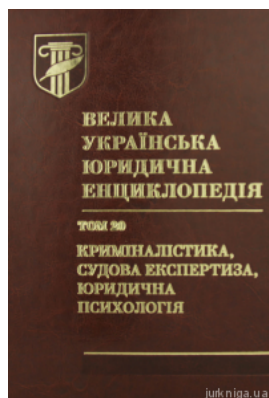 ВЕЛИКА
УКРАЇНСЬКА
ЮРИДИЧНА
ЕНЦИКЛОПЕДІЯ
ТОМ 20
КРИМІНАЛІСТИКА,
СУДОВА ЕКСПЕРТИЗА,
ЮРИДИЧНА
ПСИХОЛОГІЯ
jurkniga.ua